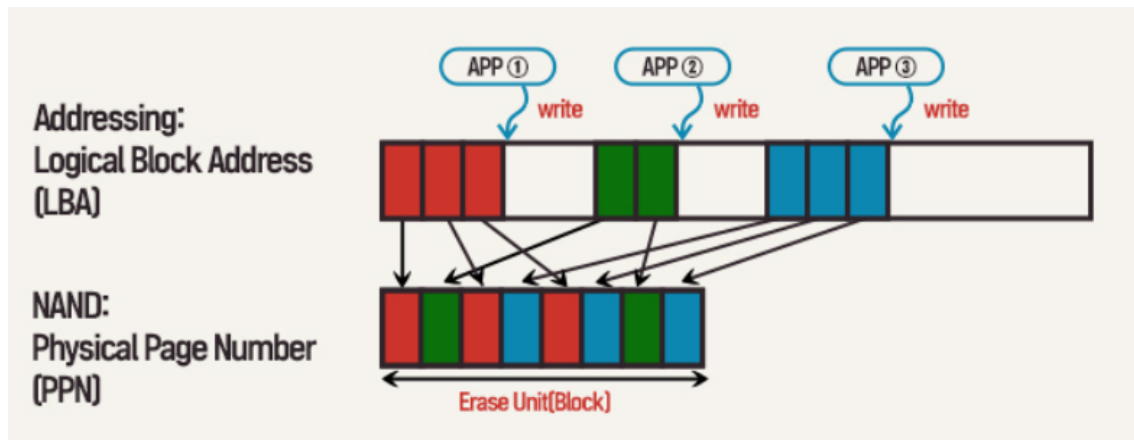 APP ①
APP ②
APP ③
write
write
write
Addressing:
Logical Block Address
(LBA)
NAND:
Physical Page Number
(PPN)
Erase Unit(Block)